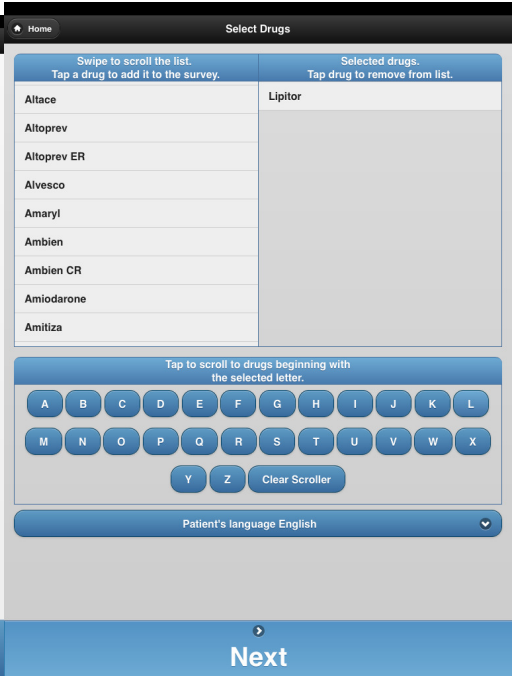 Home
Select Drugs
Swipe to scroll the list.
Tap a drug to add it to the survey.
Selected drugs.
Tap drug to remove from list.
Altace
Lipitor
Altoprev
Altoprev ER
Alvesco
Amaryl
Ambien
Ambien CR
Amiodarone
Amitiza
Tap to scroll to drugs beginning with
the selected letter.
A B C D E F G H I J K L
M N O P Q R S T U V W X
Y Z Clear Scroller
Patient's language English
Next